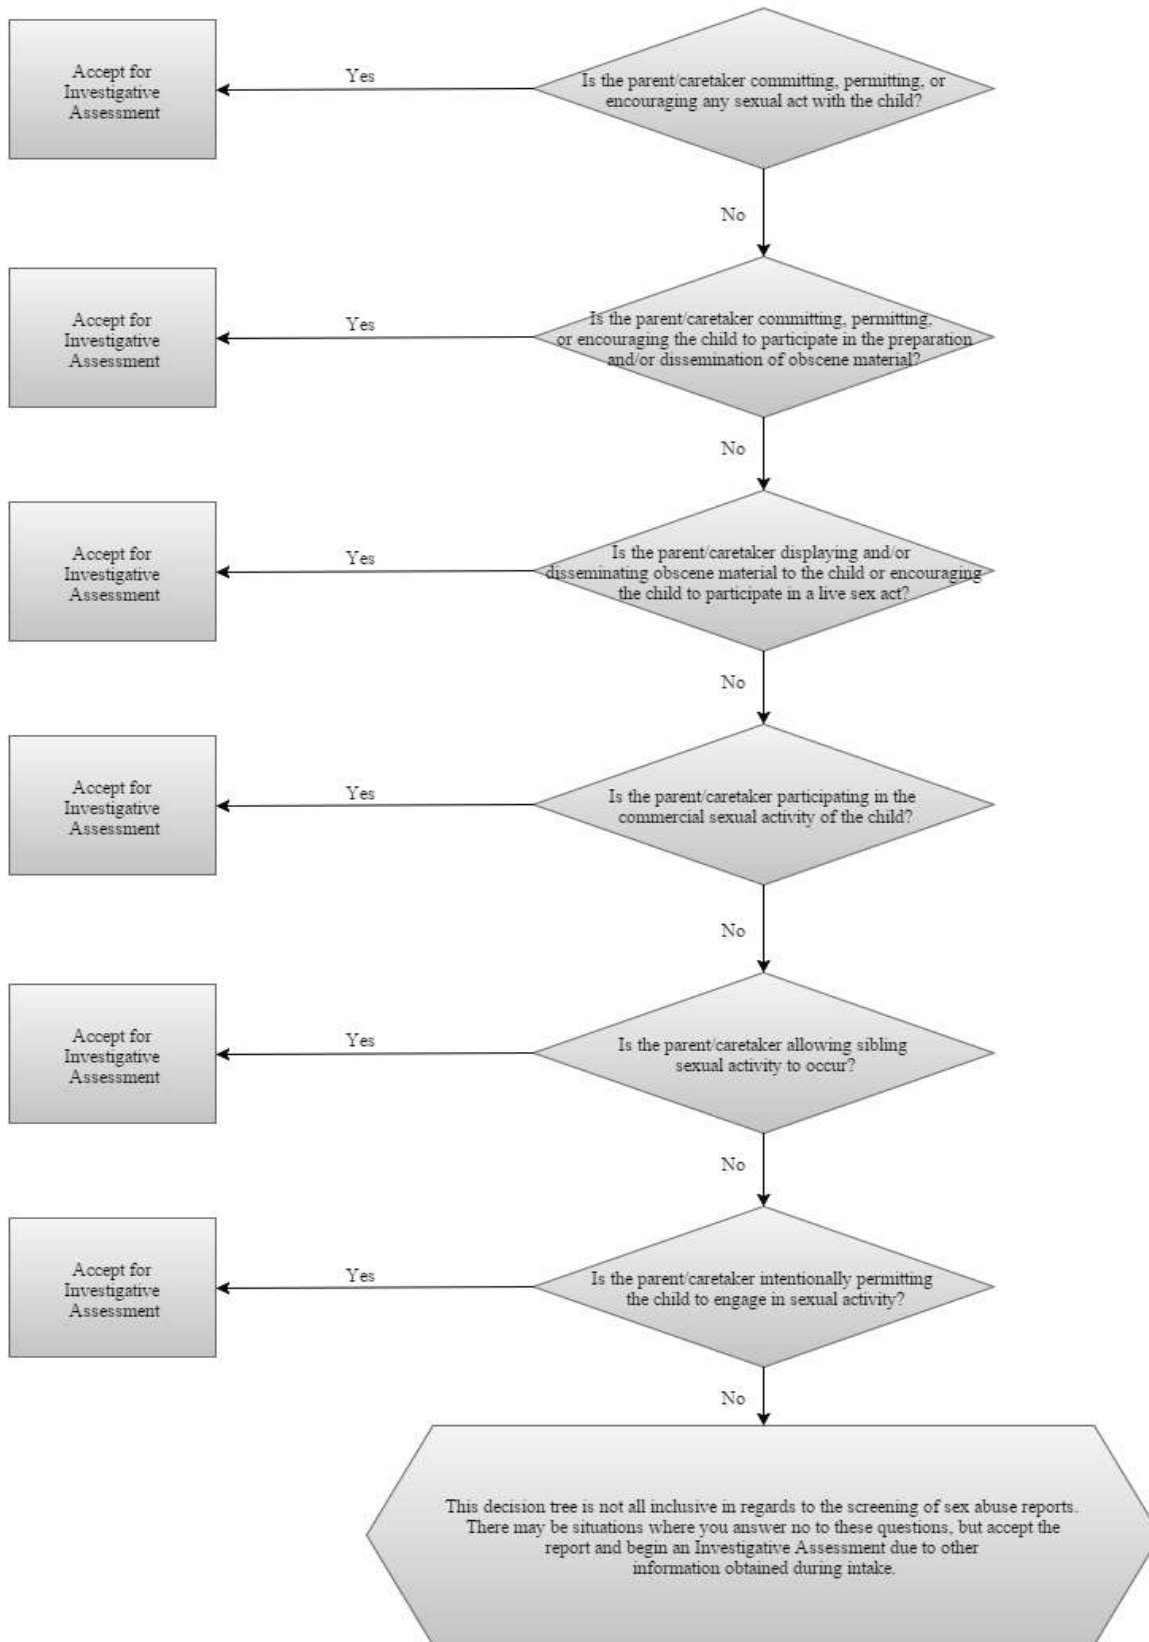 Is the parent/caretaker committing, permitting, or
encouraging any sexual act with the child?
Yes
Accept for
Investigative
Assessment
No
Is the parent/caretaker committing, permitting,
or encouraging the child to participate in the preparation
and/or dissemination of obscene material?
Yes
Accept for
Investigative
Assessment
No
Is the parent/caretaker displaying and/or
disseminating obscene material to the child or encouraging
the child to participate in a live sex act?
Yes
Accept for
Investigative
Assessment
No
Is the parent/caretaker participating in the
commercial sexual activity of the child?
Yes
Accept for
Investigative
Assessment
No
Is the parent/caretaker allowing sibling
sexual activity to occur?
Yes
Accept for
Investigative
Assessment
No
Is the parent/caretaker intentionally permitting
the child to engage in sexual activity?
Yes
Accept for
Investigative
Assessment
No
This decision tree is not all inclusive in regards to the screening of sex abuse reports.
There may be situations where you answer no to these questions, but accept the
report and begin an Investigative Assessment due to other
information obtained during intake.